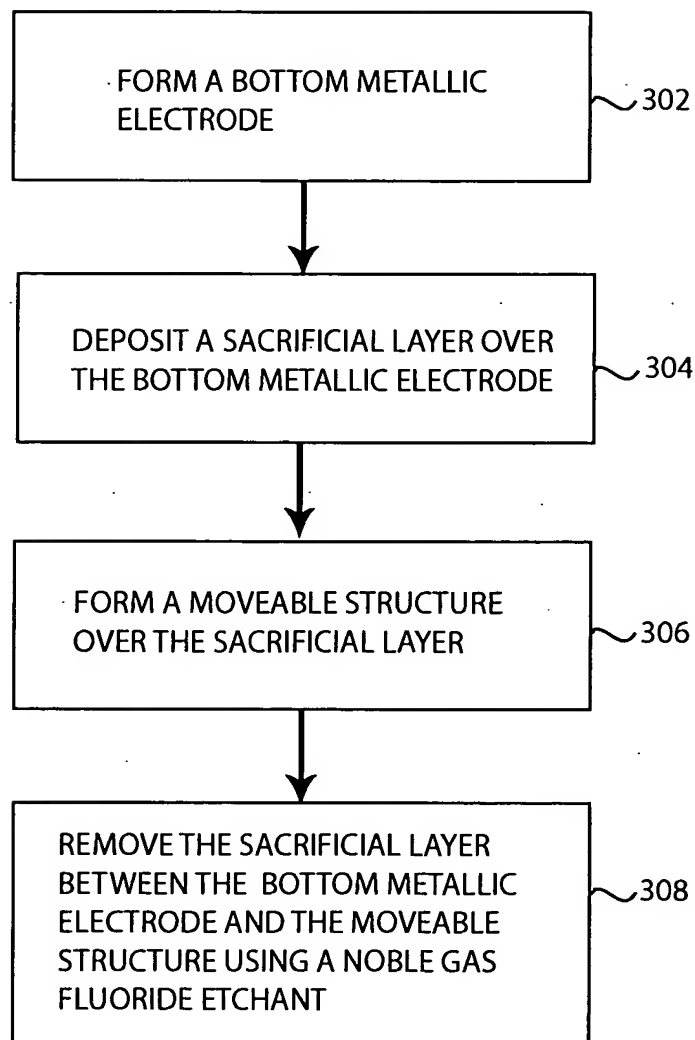 FORM A BOTTOM METALLIC
ELECTRODE
302
DEPOSIT A SACRIFICIAL LAYER OVER
THE BOTTOM METALLIC ELECTRODE
304
FORM A MOVEABLE STRUCTURE
OVER THE SACRIFICIAL LAYER
306
REMOVE THE SACRIFICIAL LAYER
BETWEEN THE BOTTOM METALLIC
ELECTRODE AND THE MOVEABLE
STRUCTURE USING A NOBLE GAS
FLUORIDE ETCHANT
308